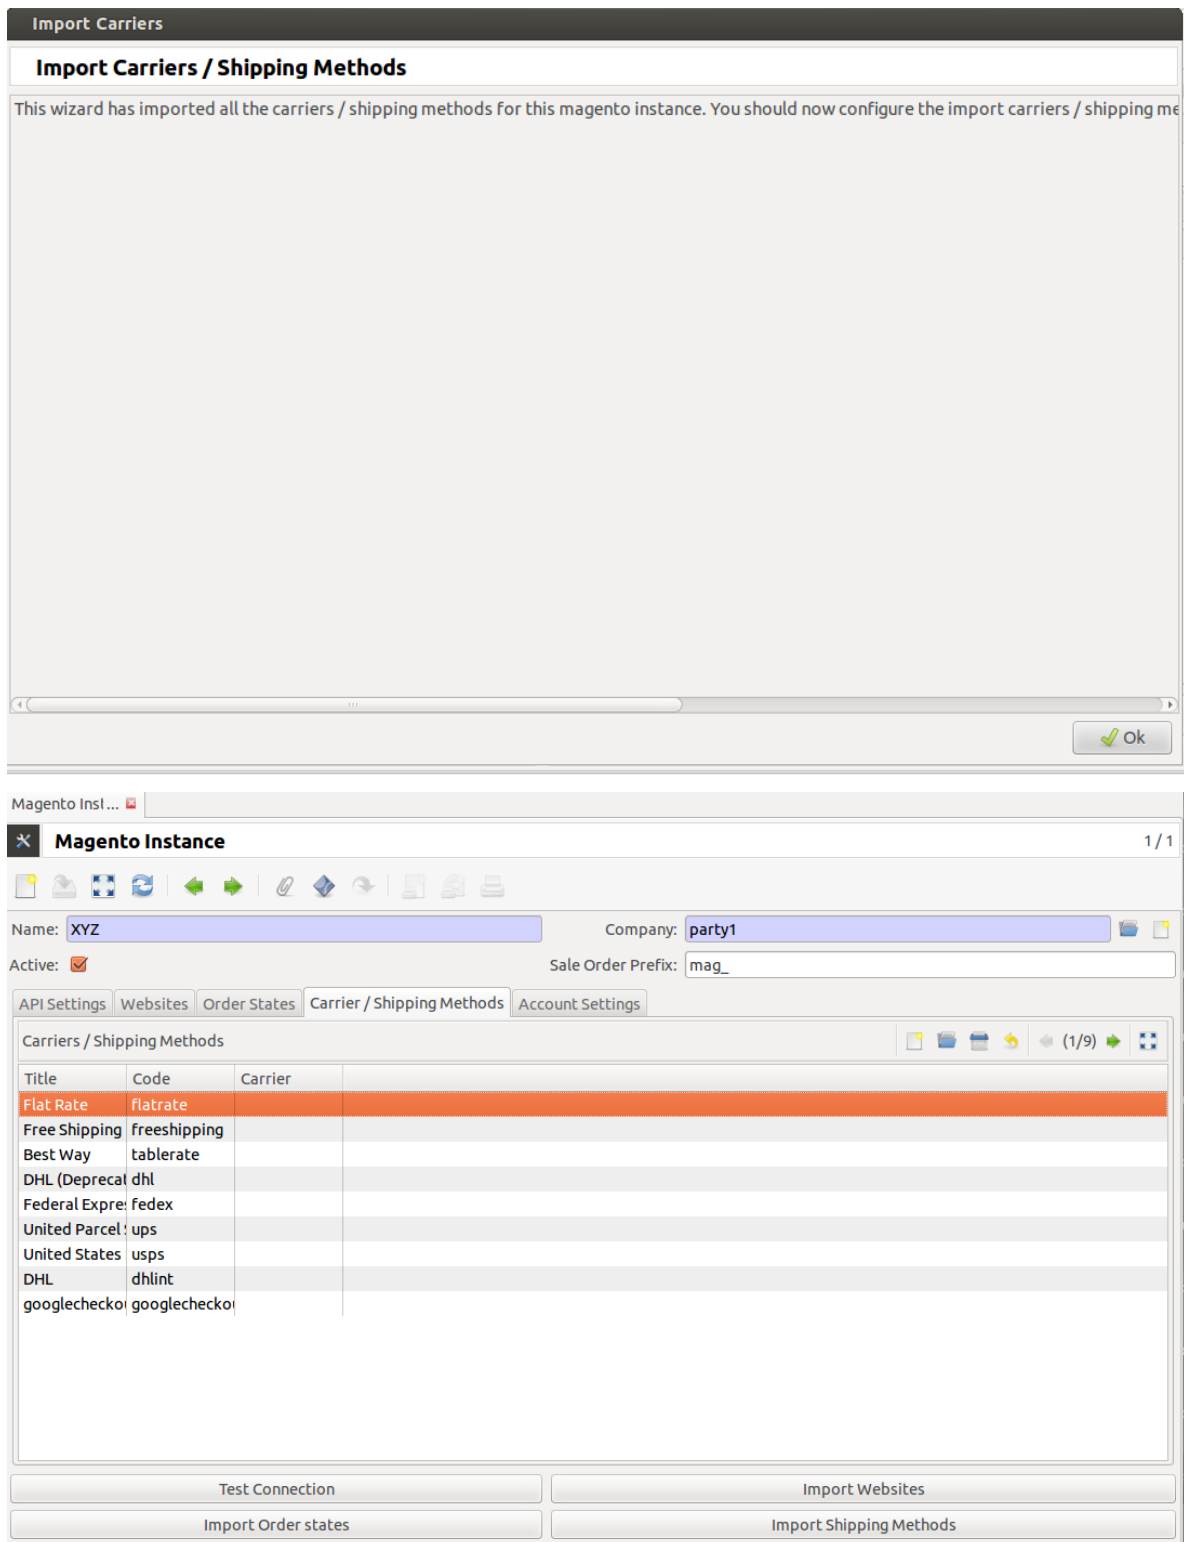 Import Carriers
Import Carriers / Shipping Methods
This wizard has imported all the carriers / shipping methods for this magento instance. You should now configure the import carriers / shipping me
Ok
Magento Inst...
Magento Instance 1 / 1
Name: XYZ Company: party1
Active: Sale Order Prefix: mag_
API Settings Websites Order States Carrier / Shipping Methods Account Settings
Carriers / Shipping Methods (1/9)
Title Code Carrier
Flat Rate flatrate
Free Shipping freeshipping
Best Way tablerate
DHL (Deprecat dhl
Federal Expre fedex
United Parcel ups
United States usps
DHL dhlint
googlecheckou googlecheckou
Test Connection Import Websites
Import Order states Import Shipping Methods